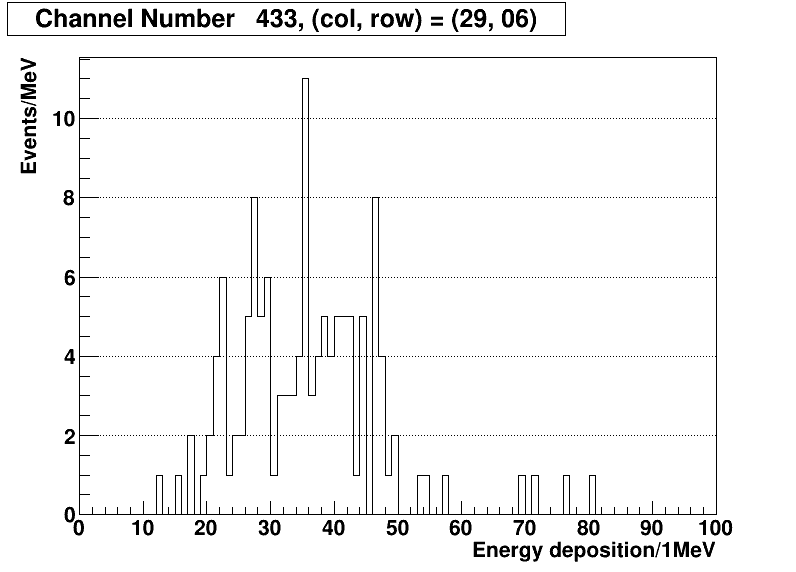 Channel Number 433, (col, row) = (29, 06)
Events/MeV
10
8
6
4
2
0
0 10 20 30 40 50 60 70 80 90 100
Energy deposition/1MeV